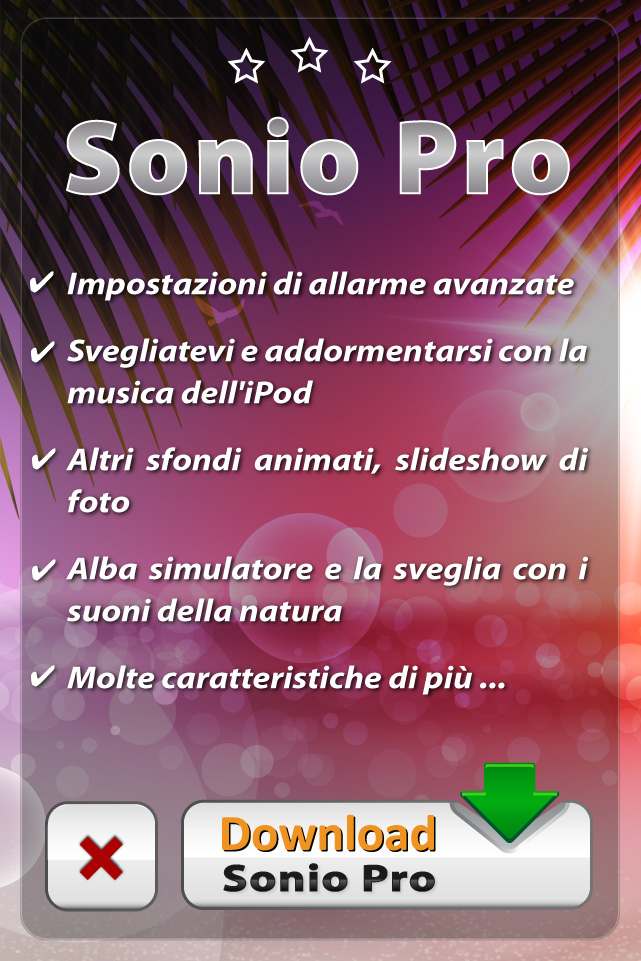 Sonio Pro
Impostazioni di allarme avanzate
Svegliatevi e addormentarsi con la
musica dell'iPod
Altri sfondi animati, slideshow di
foto
Alba simulatore e la sveglia con i
suoni della natura
Molte caratteristiche di più ...
Download
Sonio Pro